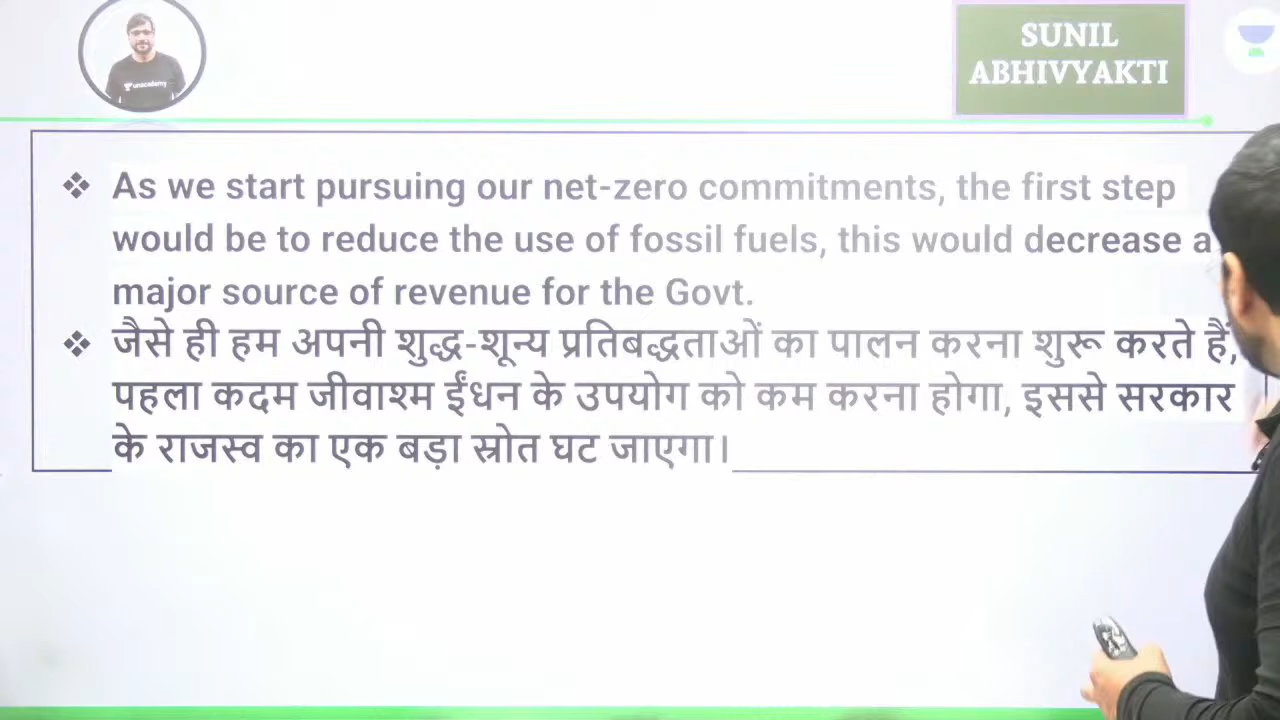 unacademy
SUNIL
ABHIVYAKTI
❖ As we start pursuing our net-zero commitments, the first step
would be to reduce the use of fossil fuels, this would decrease a
major source of revenue for the Govt.
❖ जैसे ही हम अपनी शुद्ध-शून्य प्रतिबद्धताओं का पालन करना शुरू करते हैं,
पहला कदम जीवाश्म ईंधन के उपयोग को कम करना होगा, इससे सरकार
के राजस्व का एक बड़ा स्रोत घट जाएगा।